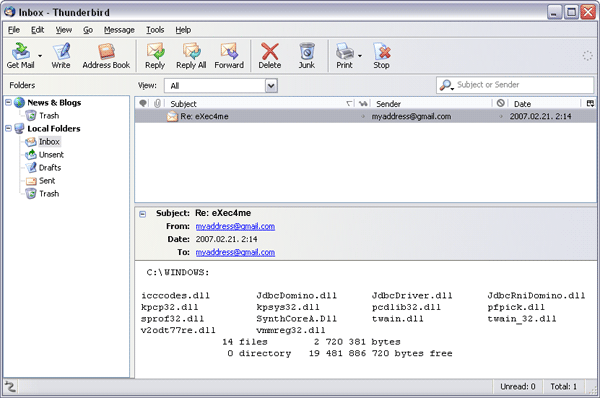 Inbox - Thunderbird
File Edit View Go Message Tools Help
Get Mail Write Address Book Reply Reply All Forward Delete Junk Print Stop
Folders View: All Subject or Sender
News & Blogs
Trash
Local Folders
Inbox
Unsent
Drafts
Sent
Trash
Subject Sender Date
Re: eXec4me myaddress@gmail.com 2007.02.21. 2:14
Subject: Re: eXec4me
From: myaddress@gmail.com
Date: 2007.02.21. 2:14
To: myaddress@gmail.com
C:\WINDOWS:
icccodes.dll JdbcDomino.dll JdbcDriver.dll JdbcRniDomino.dll
kpcp32.dll kpsys32.dll pcdlib32.dll pfpick.dll
sprof32.dll SynthCoreA.Dll twain.dll twain_32.dll
v2odt77re.dll vmmreg32.dll
14 files 2 720 381 bytes
0 directory 19 481 886 720 bytes free
Unread: 0 Total: 1